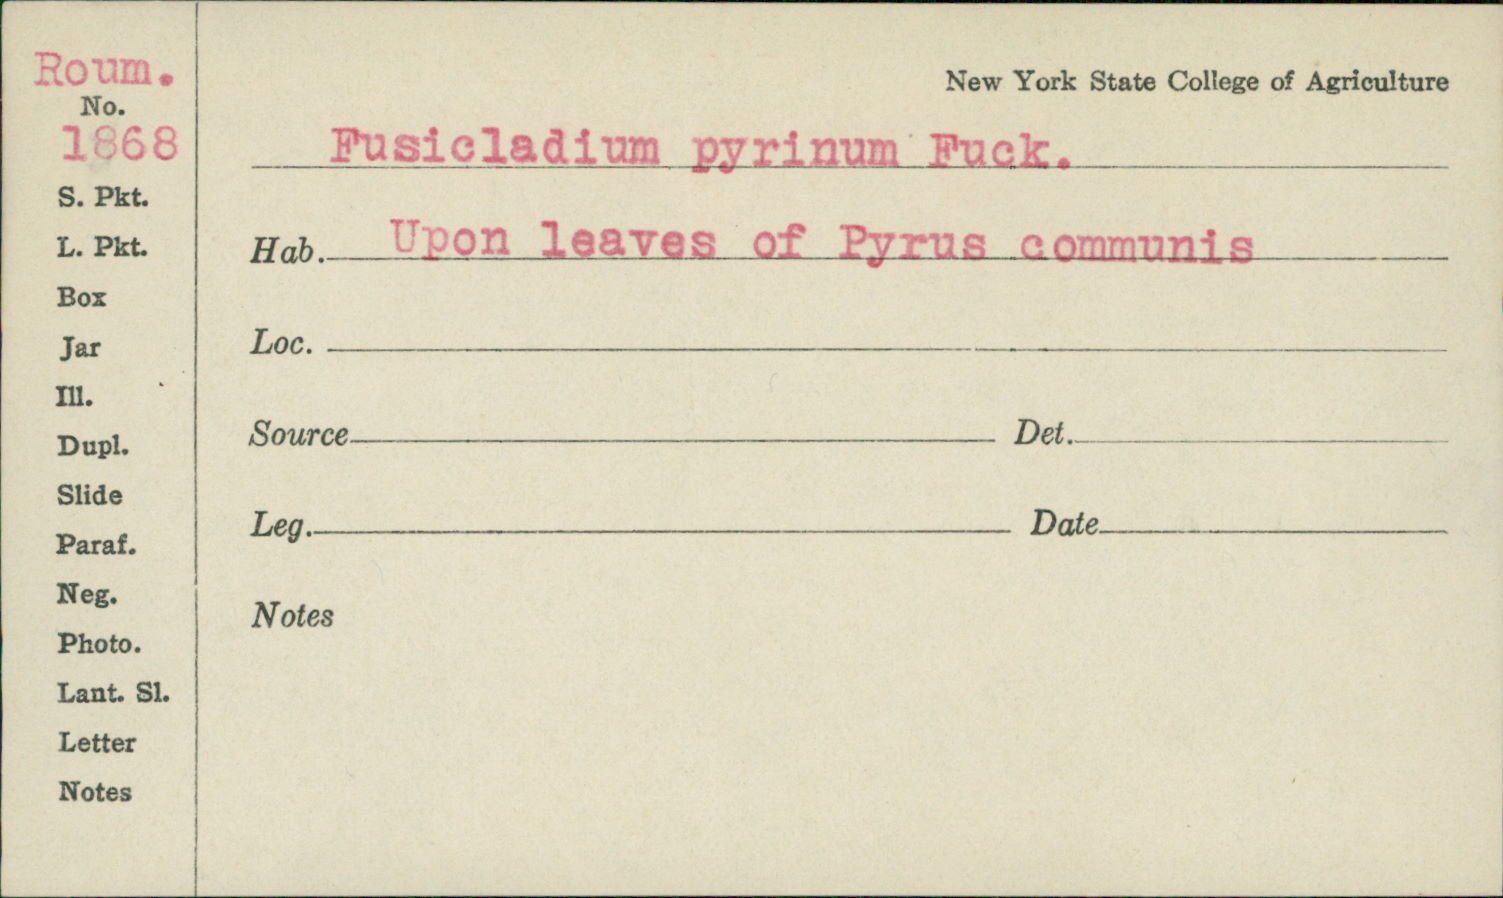 Roum.
No.
1868
S. Pkt.
L. Pkt.
Box
Jar
Ill.
Dupl.
Slide
Paraf.
Neg.
Photo.
Lant. Sl.
Letter
Notes
New York State College of Agriculture
Fusicladium pyrinum Fuck.
Hab. Upon leaves of Pyrus communis
Loc.
Source Det.
Leg. Date
Notes